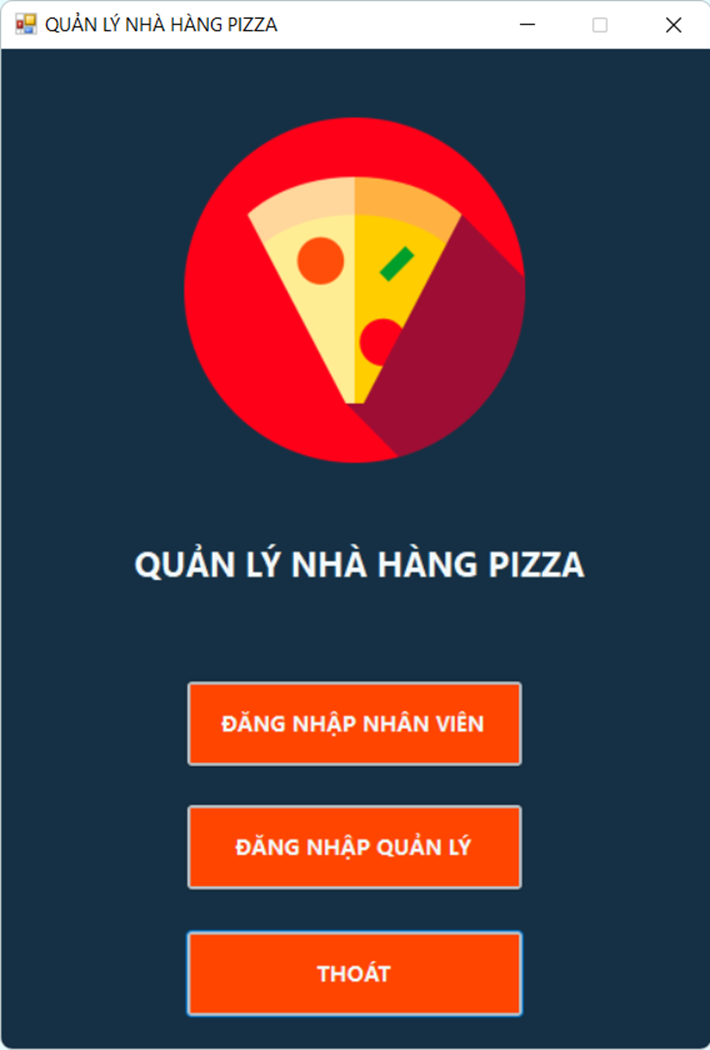 QUẢN LÝ NHÀ HÀNG PIZZA
QUẢN LÝ NHÀ HÀNG PIZZA
ĐĂNG NHẬP NHÂN VIÊN
ĐĂNG NHẬP QUẢN LÝ
THOÁT